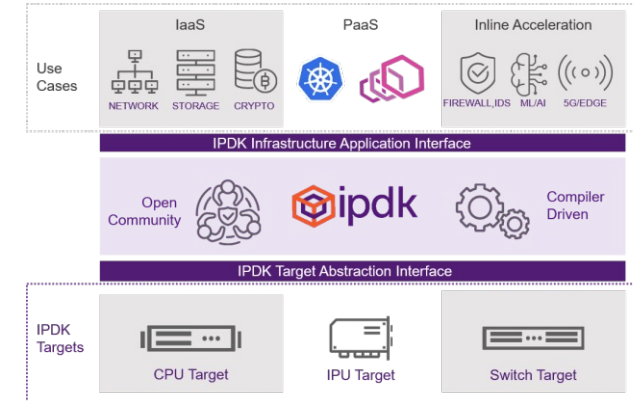 IaaS
PaaS
Inline Acceleration
Use
Cases
NETWORK
STORAGE
CRYPTO
FIREWALL,IDS
ML/AI
5G/EDGE
IPDK Infrastructure Application Interface
Open
Community
ipdk
Compiler
Driven
IPDK Target Abstraction Interface
IPDK
Targets
CPU Target
IPU Target
Switch Target